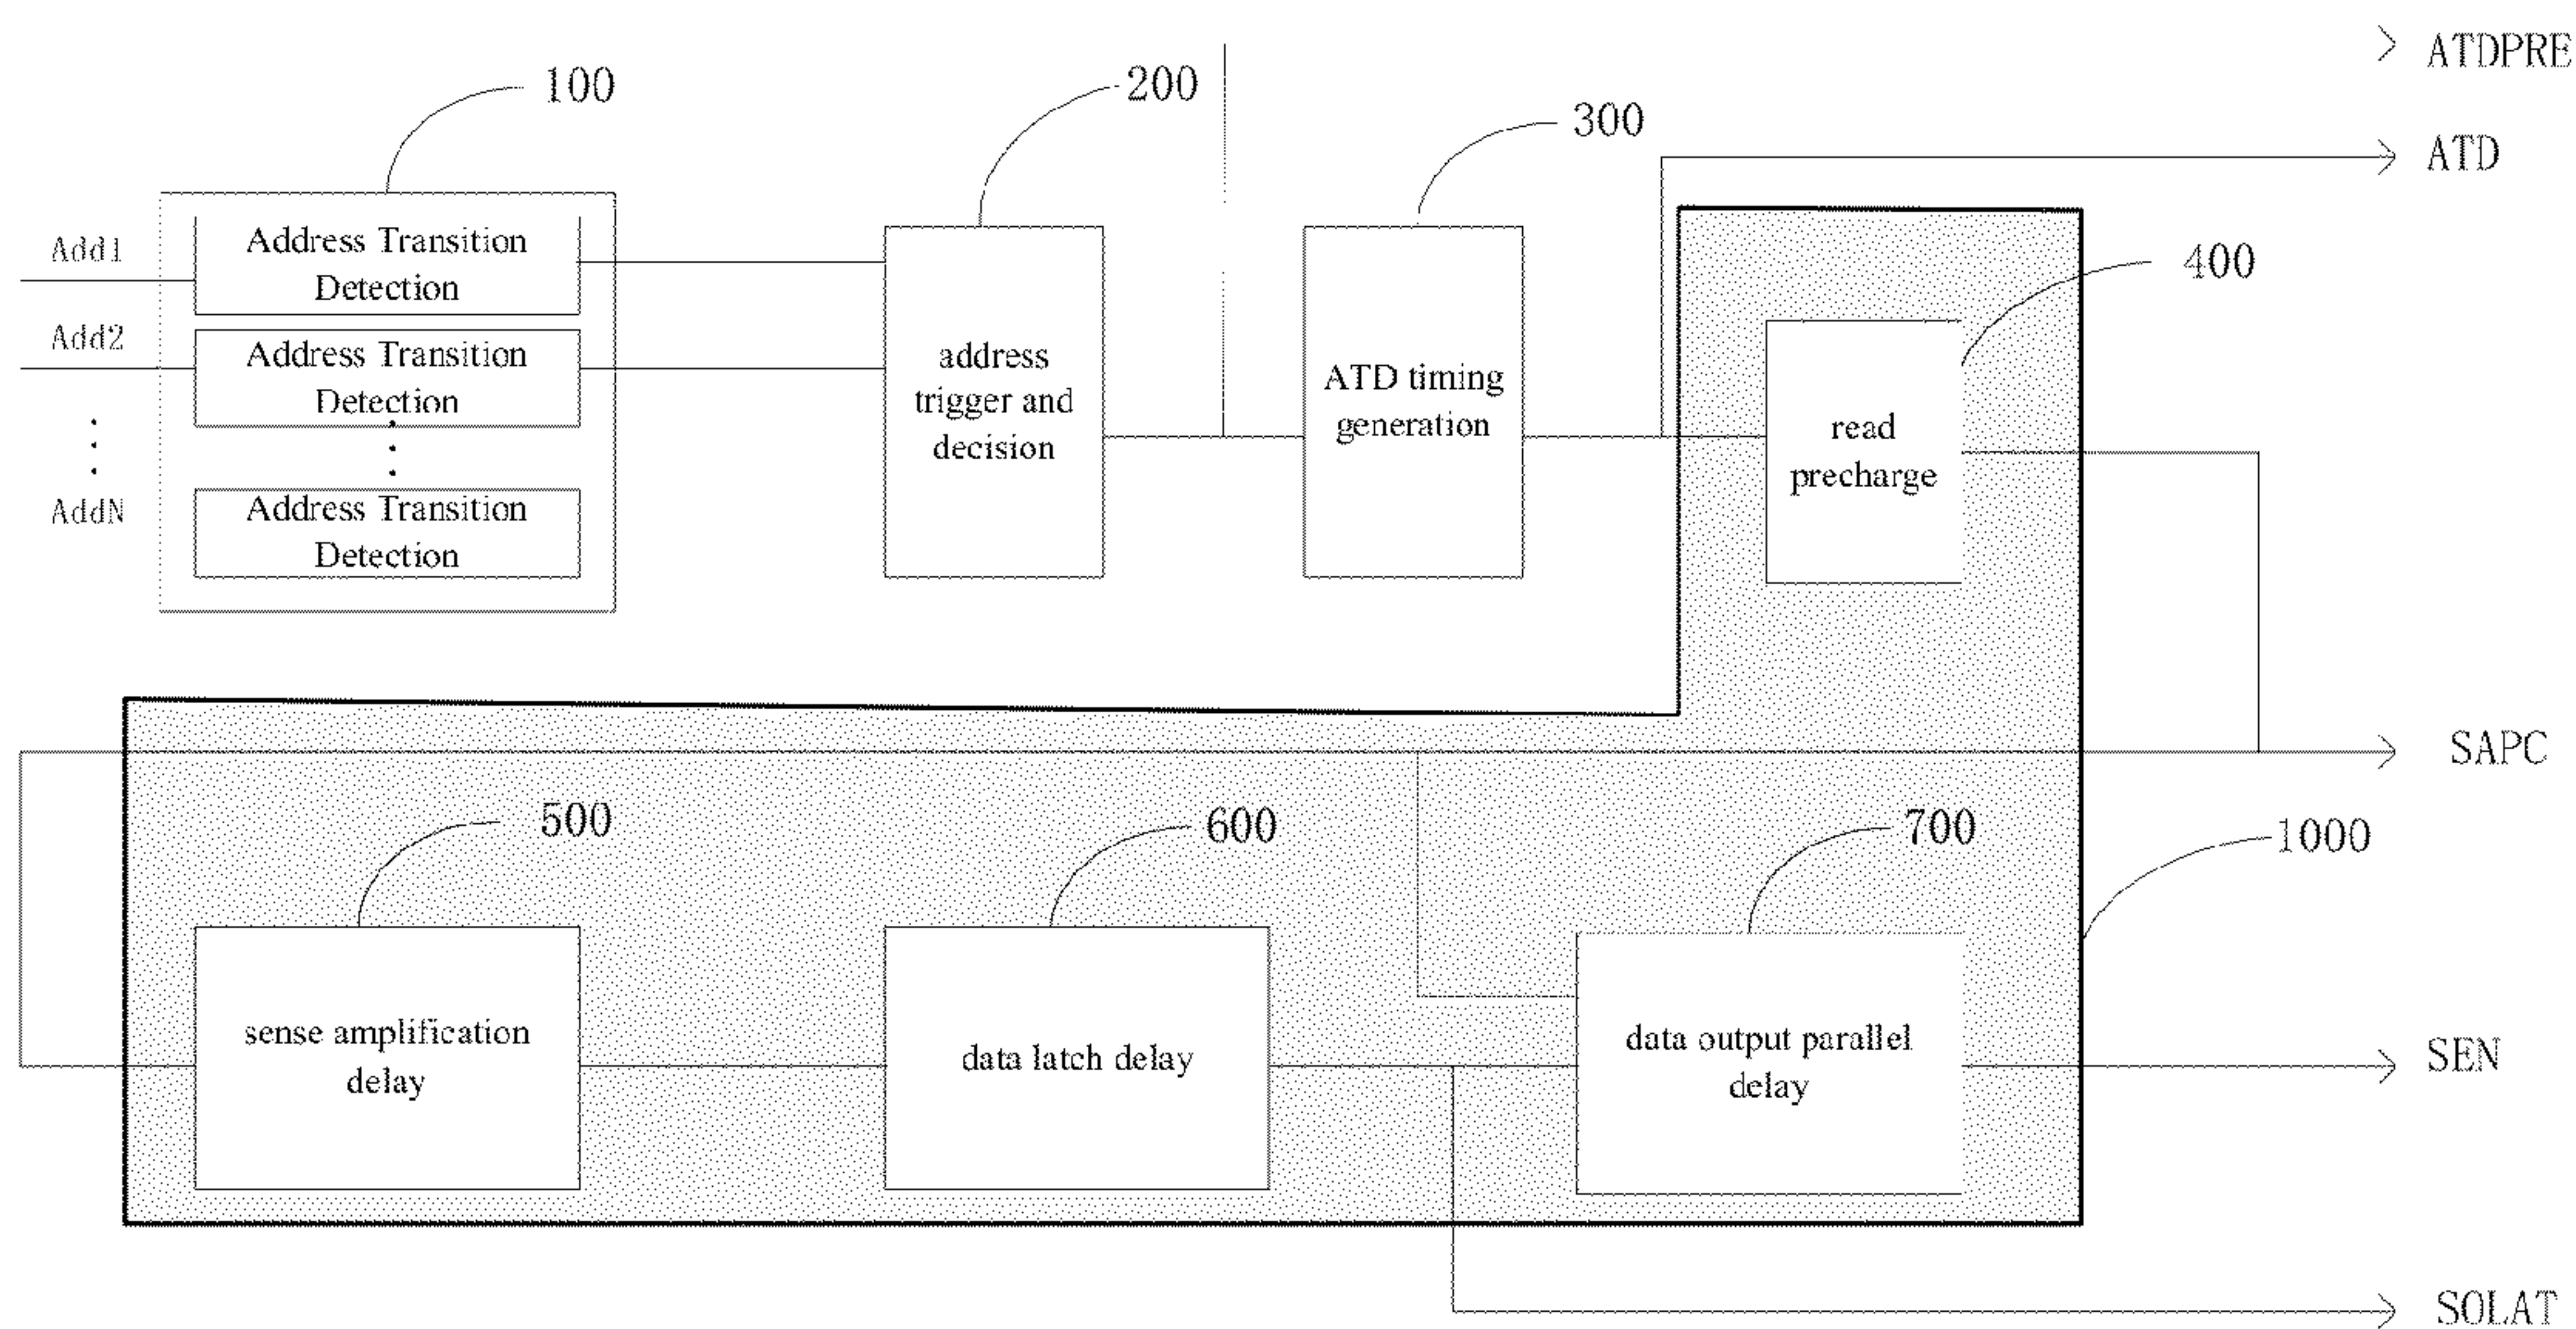 ATDPRE
100
200
300
ATD
Add1
Address Transition
Detection
400
Add2
Address Transition
Detection
address
trigger and
decision
ATD timing
generation
read
precharge
AddN
Address Transition
Detection
SAPC
500
600
700
1000
sense amplification
delay
data latch delay
data output parallel
delay
SEN
SOLAT